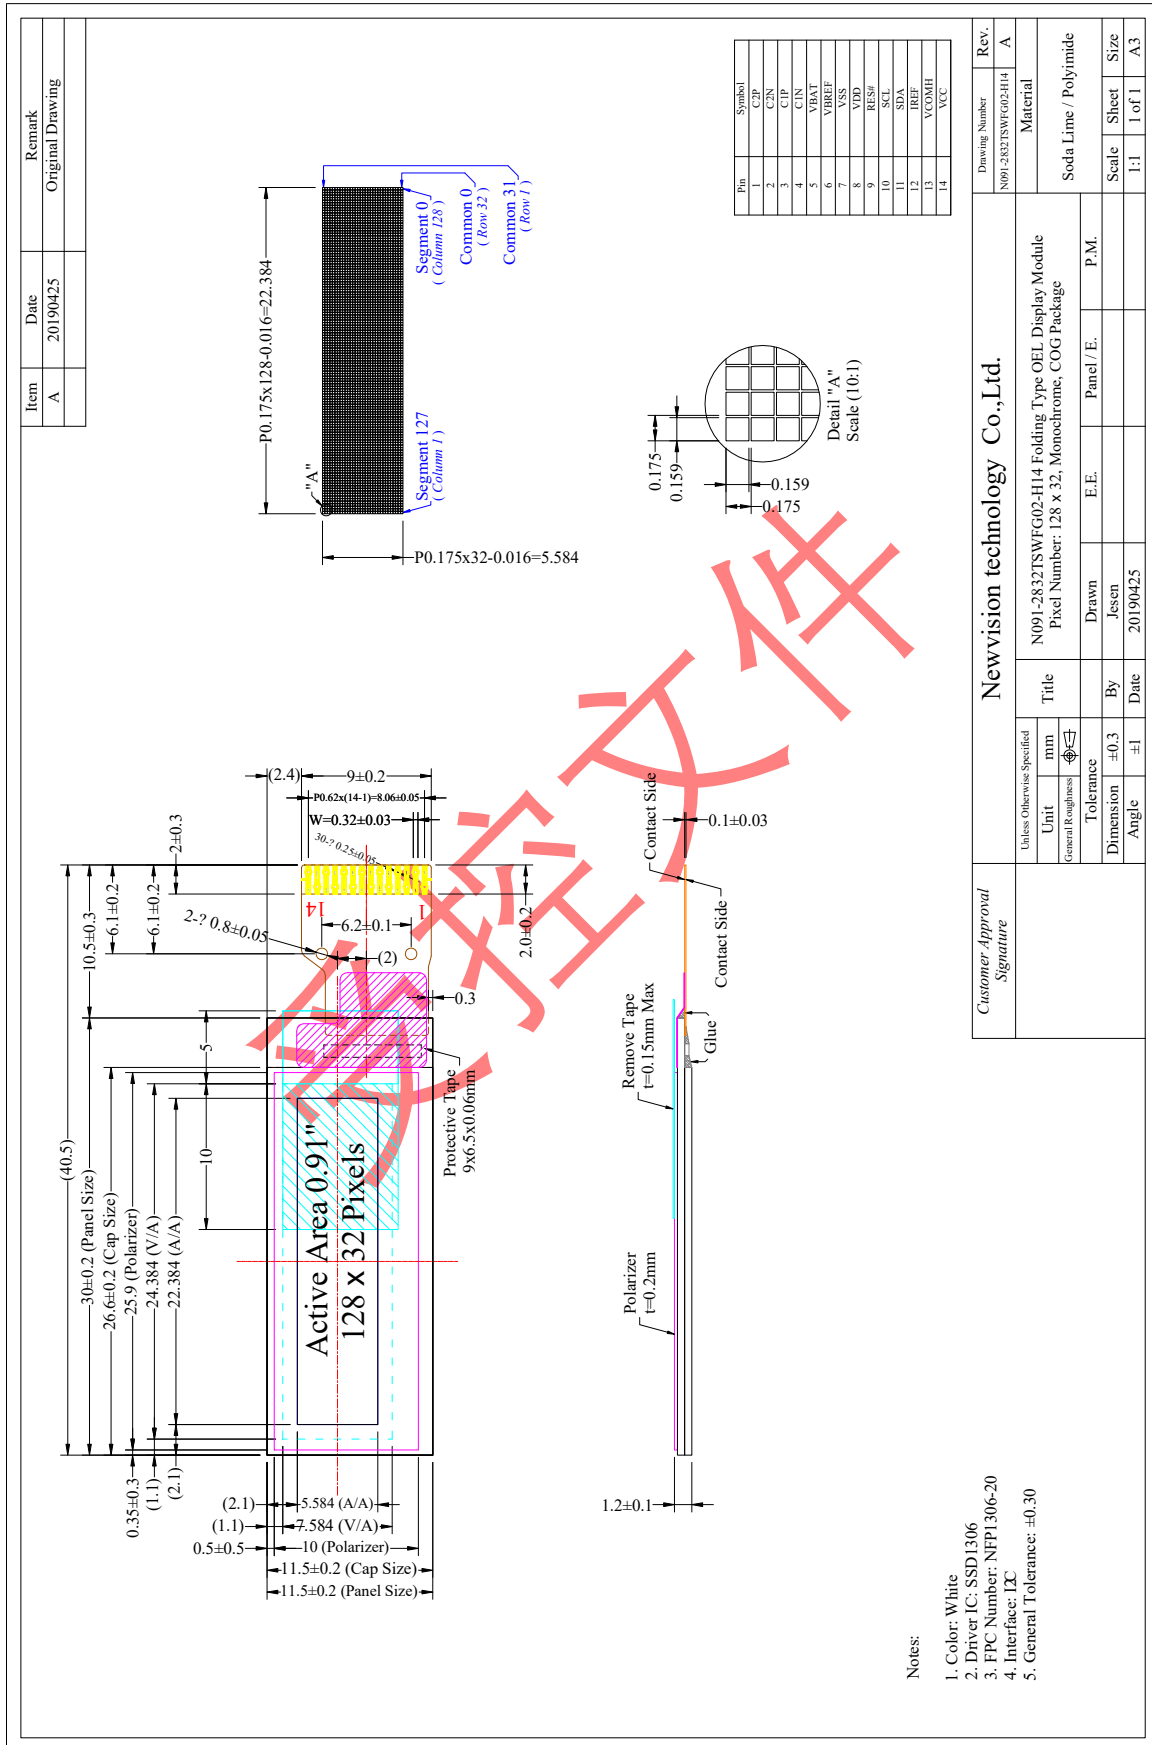 Item Date Remark
A 20190425 Original Drawing
(40.5)
30±0.2 (Panel Size)
10.5±0.3
26.6±0.2 (Cap Size)
6.1±0.2
25.9 (Polarizer)
24.384 (V/A)
6.1±0.2
22.384 (A/A)
2±0.3
10
5
0.35±0.3
(1.1)
(2.1)
(2.1)
5.584 (A/A)
(1.1)
7.584 (V/A)
0.5±0.5
10 (Polarizer)
11.5±0.2 (Cap Size)
11.5±0.2 (Panel Size)
Active Area 0.91"
128 x 32 Pixels
2-? 0.8±0.05
6.2±0.1
(2)
0.3
14
1
(2.4)
9±0.2
P0.62x(14-1)=8.06±0.05
W=0.32±0.03
30-? 0.25±0.05
2.0±0.2
Protective Tape
9x6.5x0.06mm
P0.175x128-0.016=22.384
"A"
P0.175x32-0.016=5.584
Segment 127
( Column 1 )
Segment 0
( Column 128 )
Common 0
( Row 32 )
Common 31
( Row 1 )
0.175
0.159
0.159
0.175
Detail "A"
Scale (10:1)
Polarizer
t=0.2mm
Remove Tape
t=0.15mm Max
Glue
Contact Side
Contact Side
0.1±0.03
1.2±0.1
Pin Symbol
1 C2P
2 C2N
3 C1P
4 C1N
5 VBAT
6 VBREF
7 VSS
8 VDD
9 RES#
10 SCL
11 SDA
12 IREF
13 VCOMH
14 VCC
受控文件
Notes:
1. Color: White
2. Driver IC: SSD1306
3. FPC Number: NFP1306-20
4. Interface: I2C
5. General Tolerance: ±0.30
Customer Approval
Signature
Newvision technology Co.,Ltd.
Drawing Number Rev.
N091-2832TSWFG02-H14 A
Unless Otherwise Specified
Unit mm
General Roughness
Tolerance
Dimension ±0.3
Angle ±1
Title
N091-2832TSWFG02-H14 Folding Type OEL Display Module
Pixel Number: 128 x 32, Monochrome, COG Package
Material
Soda Lime / Polyimide
Drawn E.E. Panel / E. P.M.
By Jesen
Date 20190425
Scale Sheet Size
1:1 1 of 1 A3